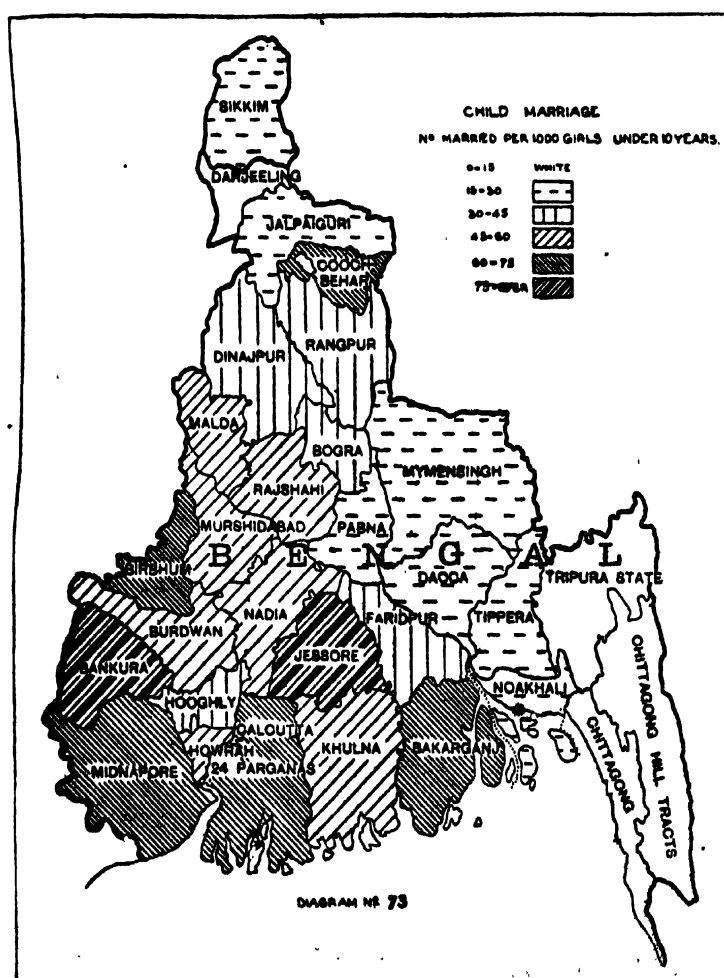 CHILD MARRIAGE
Nº MARRIED PER 1000 GIRLS UNDER 10 YEARS.
0-15 WHITE
15-30
30-45
45-60
60-75
75-
SIKKIM
DARJEELING
JALPAIGURI
COOCH
BEHAR
DINAJPUR
RANGPUR
MALDA
BOGRA
MYMENSINGH
RAJSHAHI
MURSHIDABAD
PABNA
BENGAL
BIRBHUM
DACCA
TRIPURA STATE
BURDWAN
NADIA
FARIDPUR
TIPPERA
BANKURA
JESSORE
NOAKHALI
HOOGHLY
CALCUTTA
HOWRAH
24 PARGANAS
KHULNA
BAKARGANJ
MIDNAPORE
CHITTAGONG
CHITTAGONG HILL TRACTS
DIAGRAM Nº 73